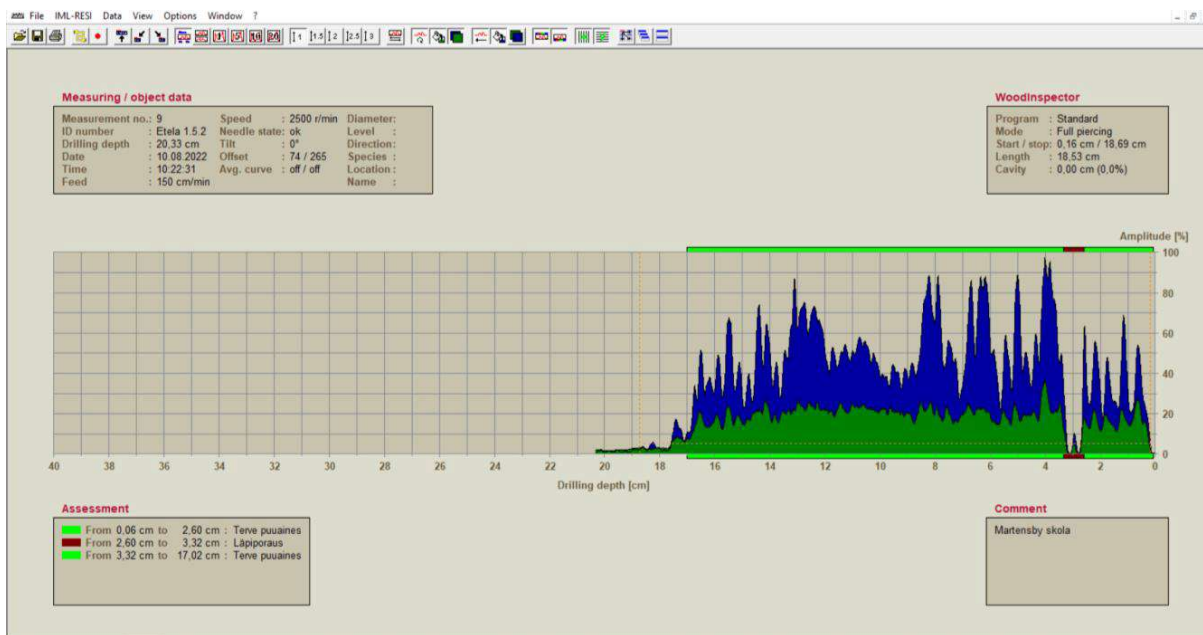 File IML-RESI Data View Options Window ?
1 1.5 2 2.5 3
Measuring / object data
Measurement no.: 9 Speed : 2500 r/min Diameter:
ID number : Etela 1.5.2 Needle state: ok Level :
Drilling depth : 20,33 cm Tilt : 0° Direction:
Date : 10.08.2022 Offset : 74 / 265 Species :
Time : 10:22:31 Avg. curve : off / off Location :
Feed : 150 cm/min Name :
WoodInspector
Program : Standard
Mode : Full piercing
Start / stop: 0,16 cm / 18,69 cm
Length : 18,53 cm
Cavity : 0,00 cm (0,0%)
Amplitude [%]
100
80
60
40
20
0
40 38 36 34 32 30 28 26 24 22 20 18 16 14 12 10 8 6 4 2 0
Drilling depth [cm]
Assessment
From 0,06 cm to 2,60 cm : Terve puuaines
From 2,60 cm to 3,32 cm : Läpiporaus
From 3,32 cm to 17,02 cm : Terve puuaines
Comment
Martensby skola